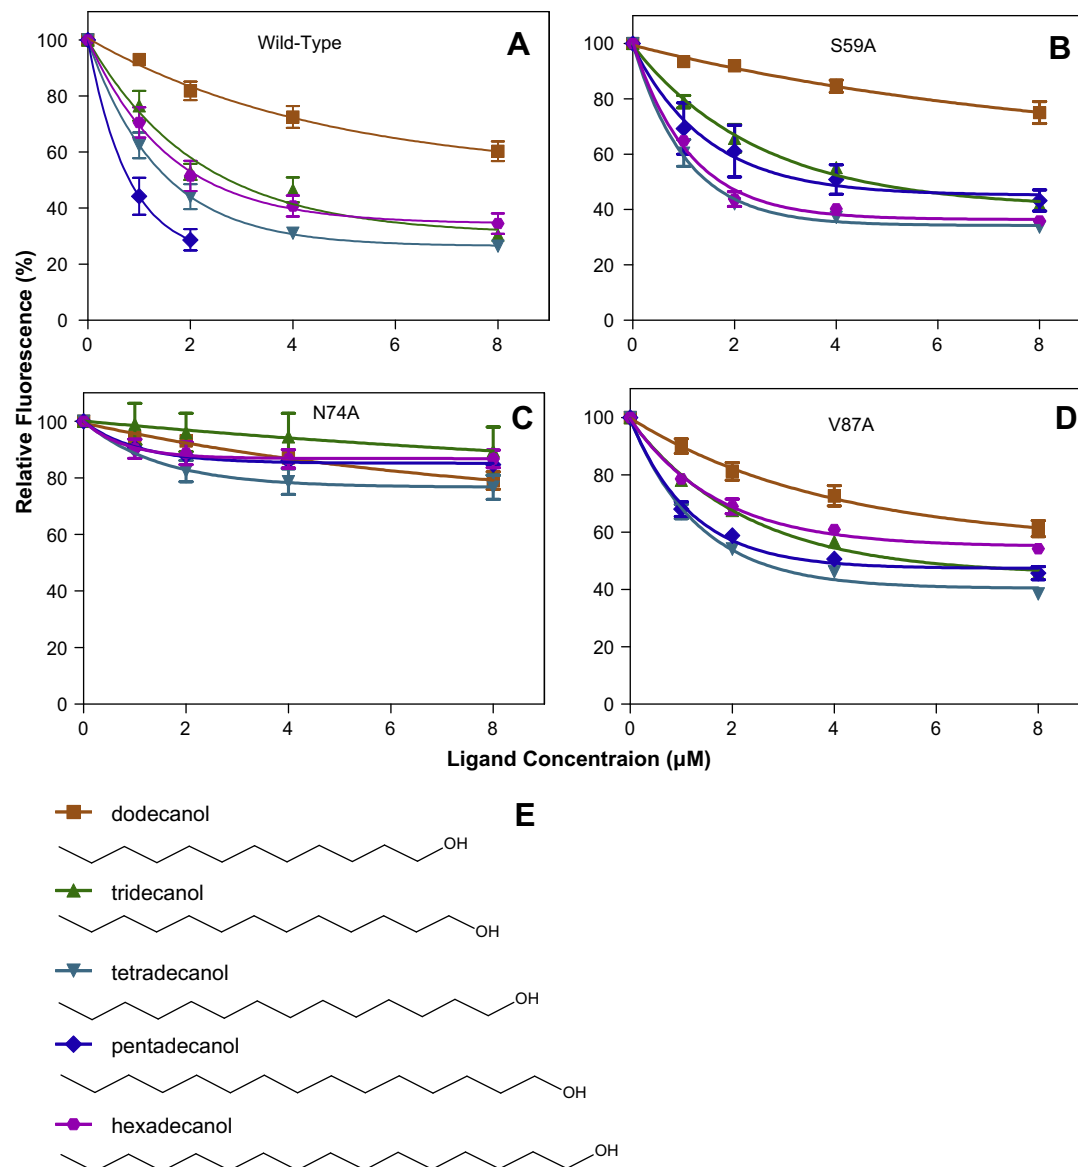 A
Wild-Type
100
80
60
40
20
0
0 2 4 6 8
B
S59A
100
80
60
40
20
0
0 2 4 6 8
Relative Fluorescence (%)
C
N74A
100
80
60
40
20
0
0 2 4 6 8
D
V87A
100
80
60
40
20
0
0 2 4 6 8
Ligand Concentraion (µM)
E
dodecanol
OH
tridecanol
OH
tetradecanol
OH
pentadecanol
OH
hexadecanol
OH